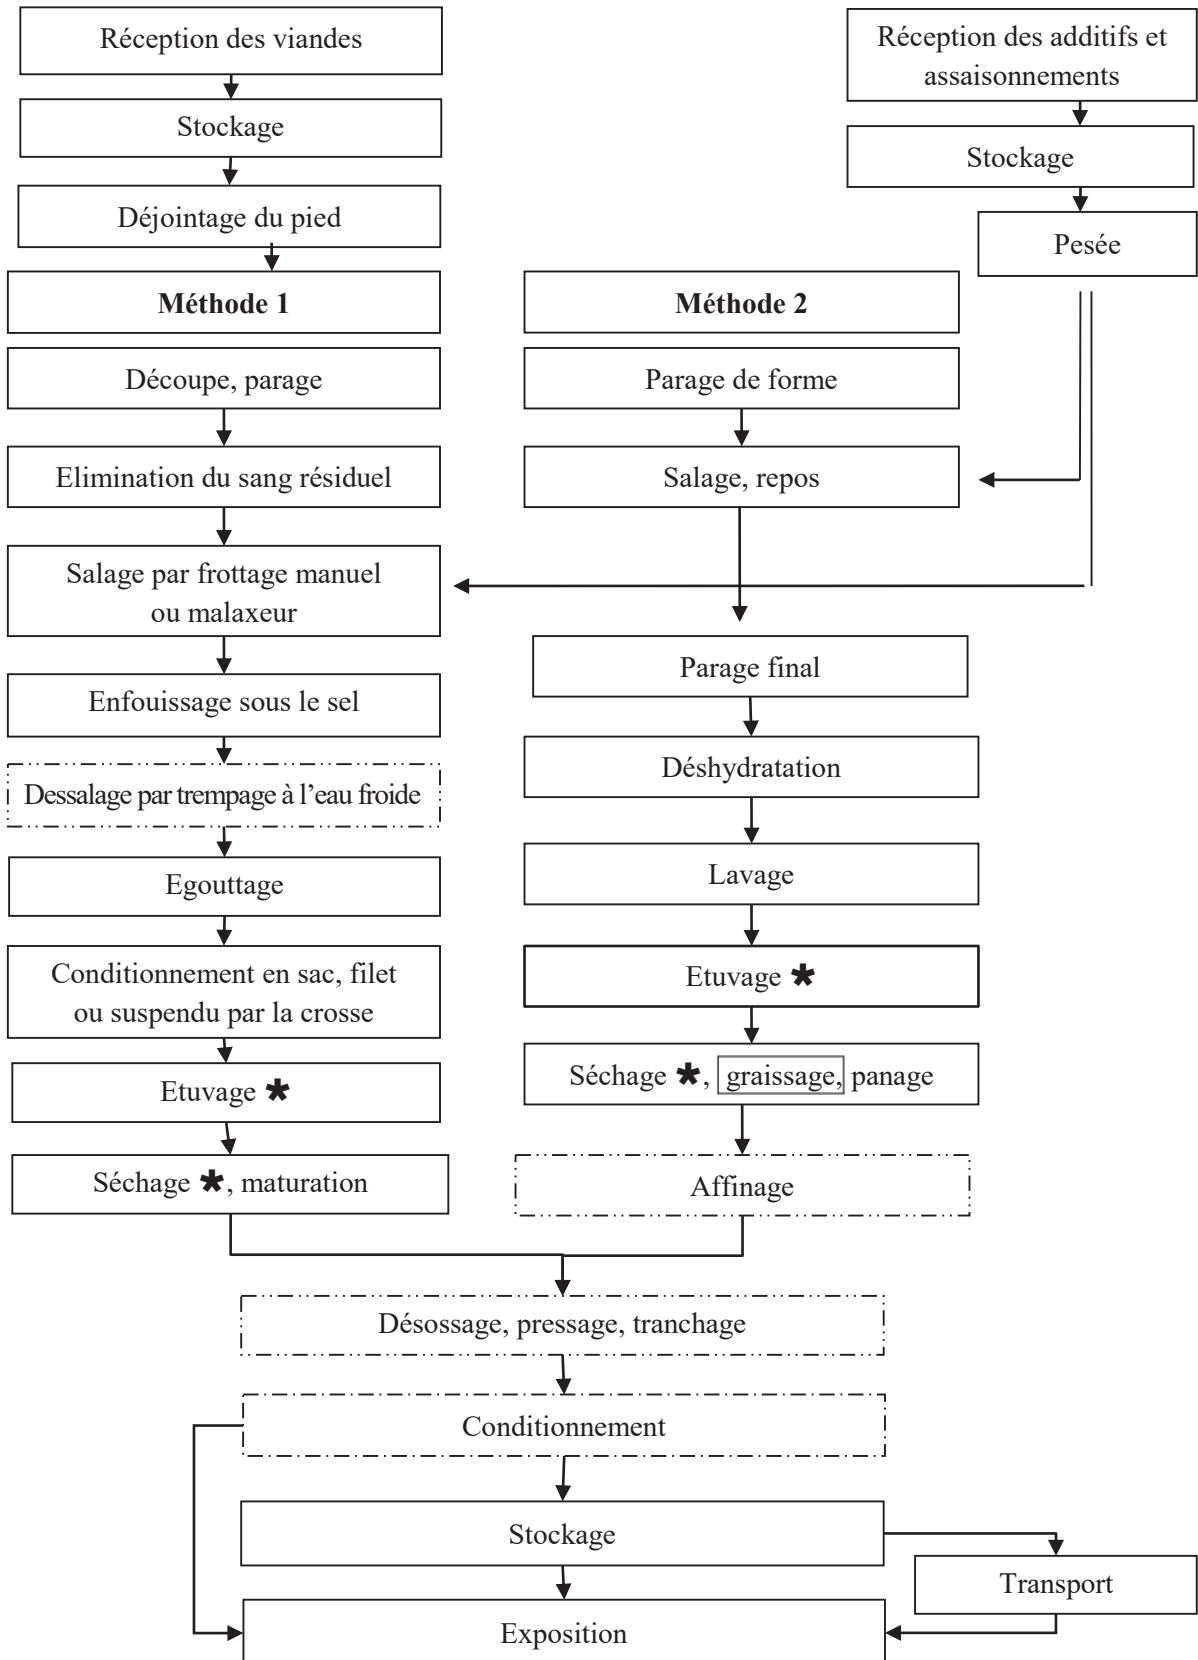 Réception des viandes
Stockage
Déjointage du pied
Réception des additifs et
assaisonnements
Stockage
Pesée
Méthode 1
Découpe, parage
Elimination du sang résiduel
Salage par frottage manuel
ou malaxeur
Enfouissage sous le sel
Dessalage par trempage à l’eau froide
Egouttage
Conditionnement en sac, filet
ou suspendu par la crosse
Etuvage *
Séchage *, maturation
Méthode 2
Parage de forme
Salage, repos
Parage final
Déshydratation
Lavage
Etuvage *
Séchage *, graissage, panage
Affinage
Désossage, pressage, tranchage
Conditionnement
Stockage
Transport
Exposition